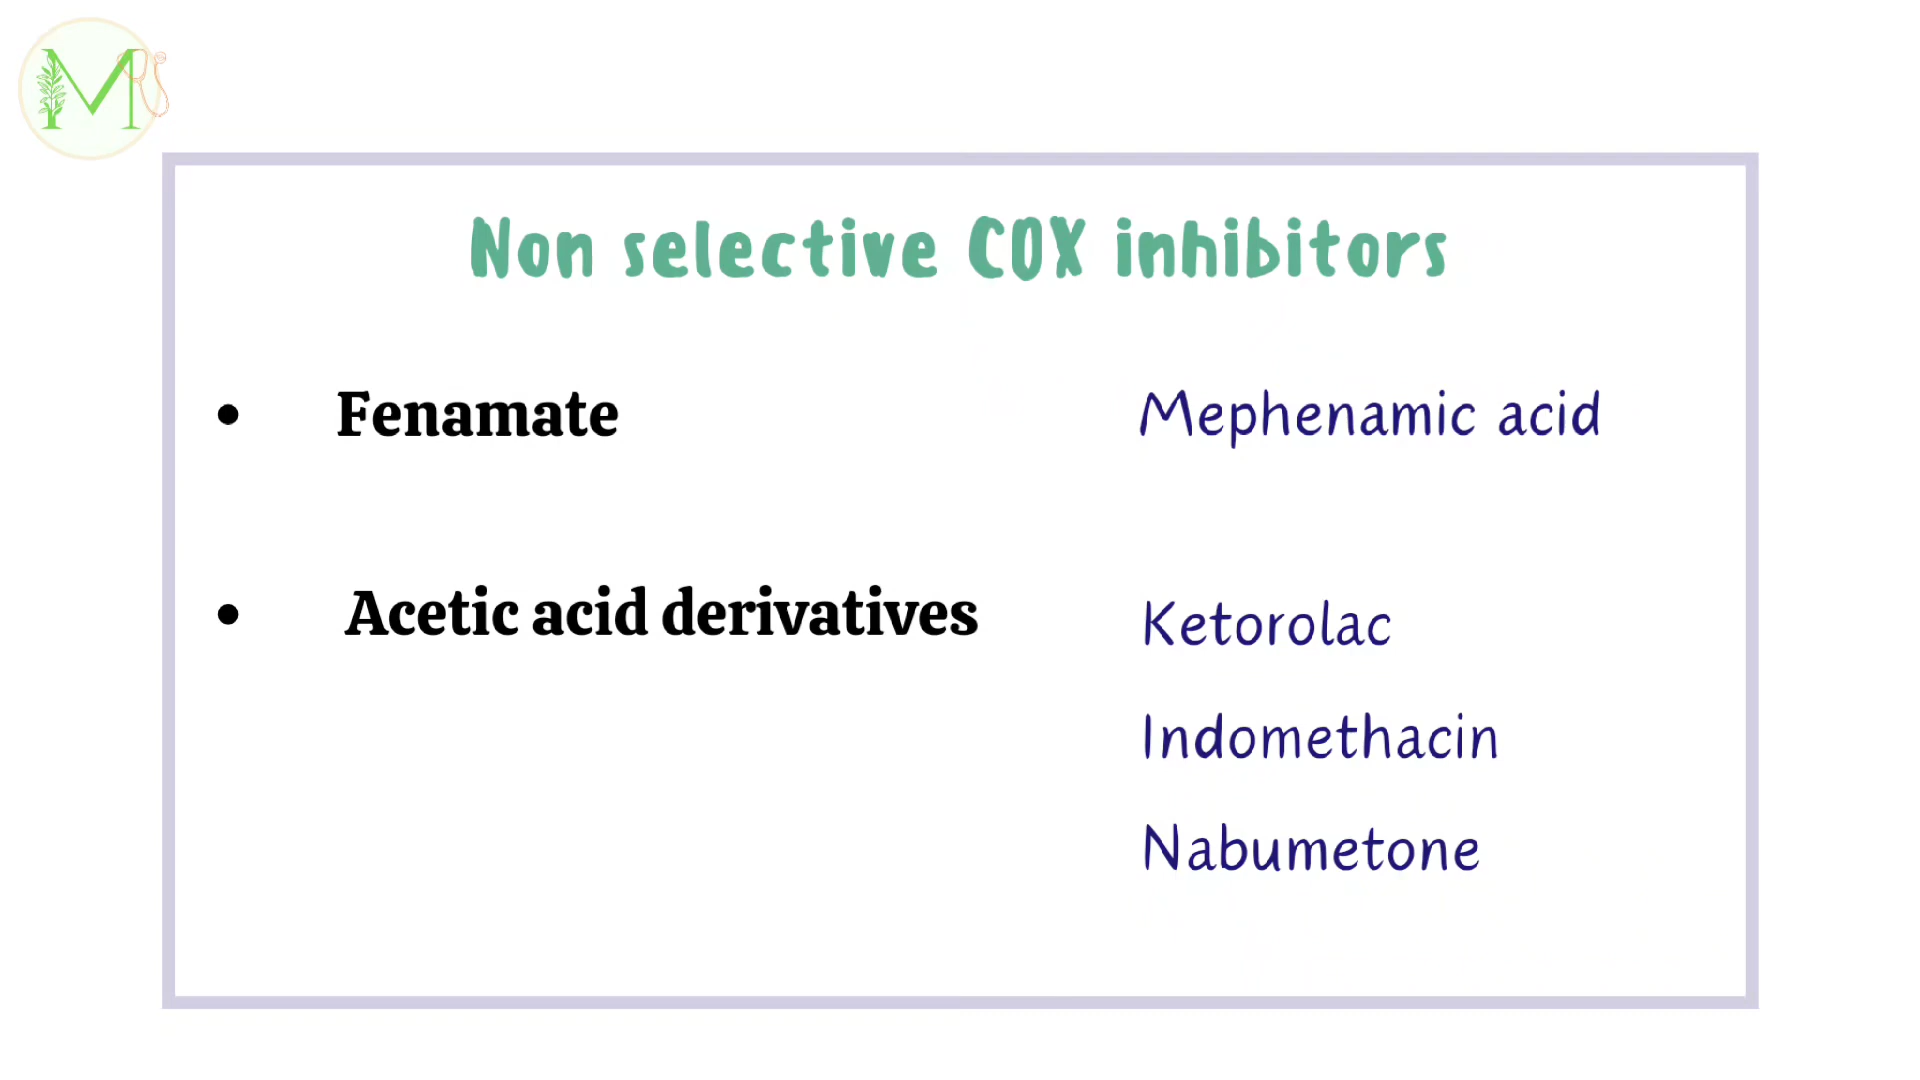 M
Non selective COX inhibitors
• Fenamate Mephenamic acid
• Acetic acid derivatives Ketorolac
Indomethacin
Nabumetone